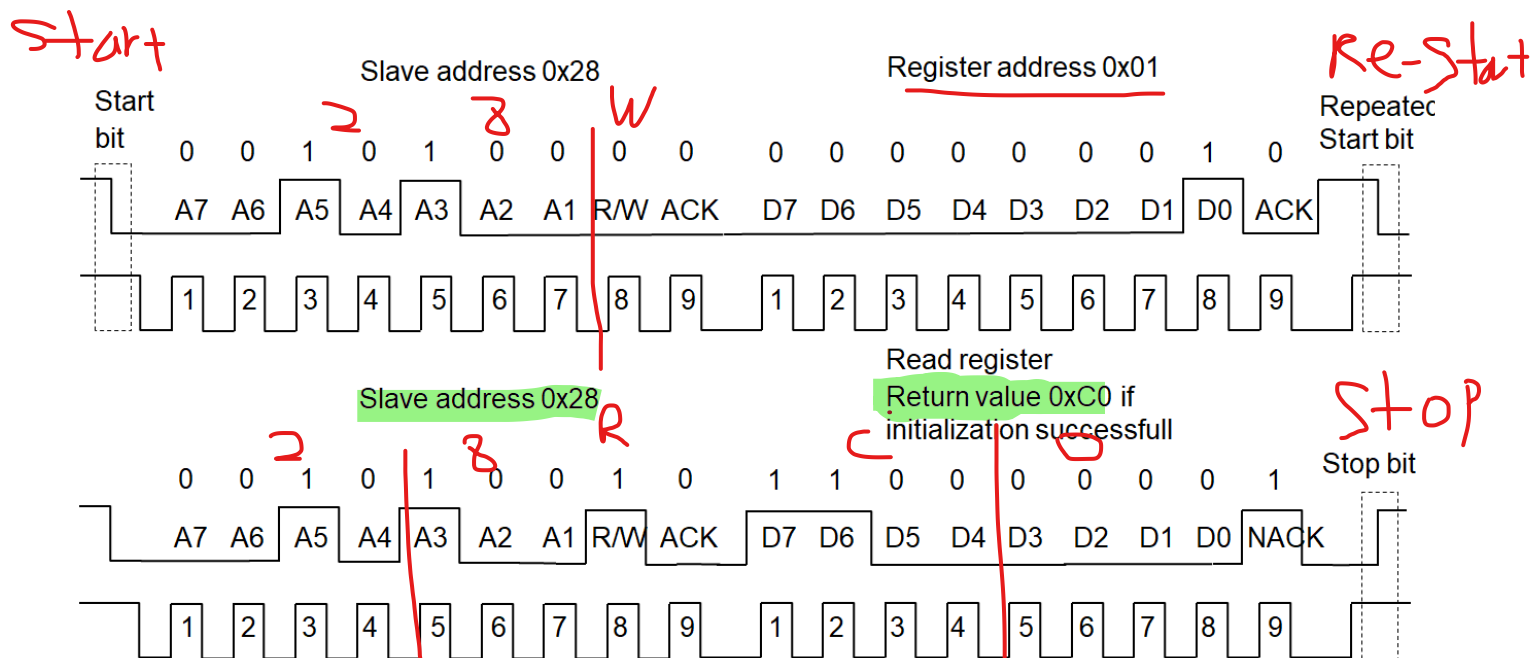 Start
Re-Start
Slave address 0x28
Register address 0x01
Start
bit
2 8 W
Repeated
Start bit
0 0 1 0 1 0 0 0 0 0 0 0 0 0 0 0 1 0
A7 A6 A5 A4 A3 A2 A1 R/W ACK D7 D6 D5 D4 D3 D2 D1 D0 ACK
1 2 3 4 5 6 7 8 9 1 2 3 4 5 6 7 8 9
Read register
Slave address 0x28
Return value 0xC0 if
initialization successfull
Stop
2 8 R C 0
Stop bit
0 0 1 0 1 0 0 1 0 1 1 0 0 0 0 0 0 1
A7 A6 A5 A4 A3 A2 A1 R/W ACK D7 D6 D5 D4 D3 D2 D1 D0 NACK
1 2 3 4 5 6 7 8 9 1 2 3 4 5 6 7 8 9